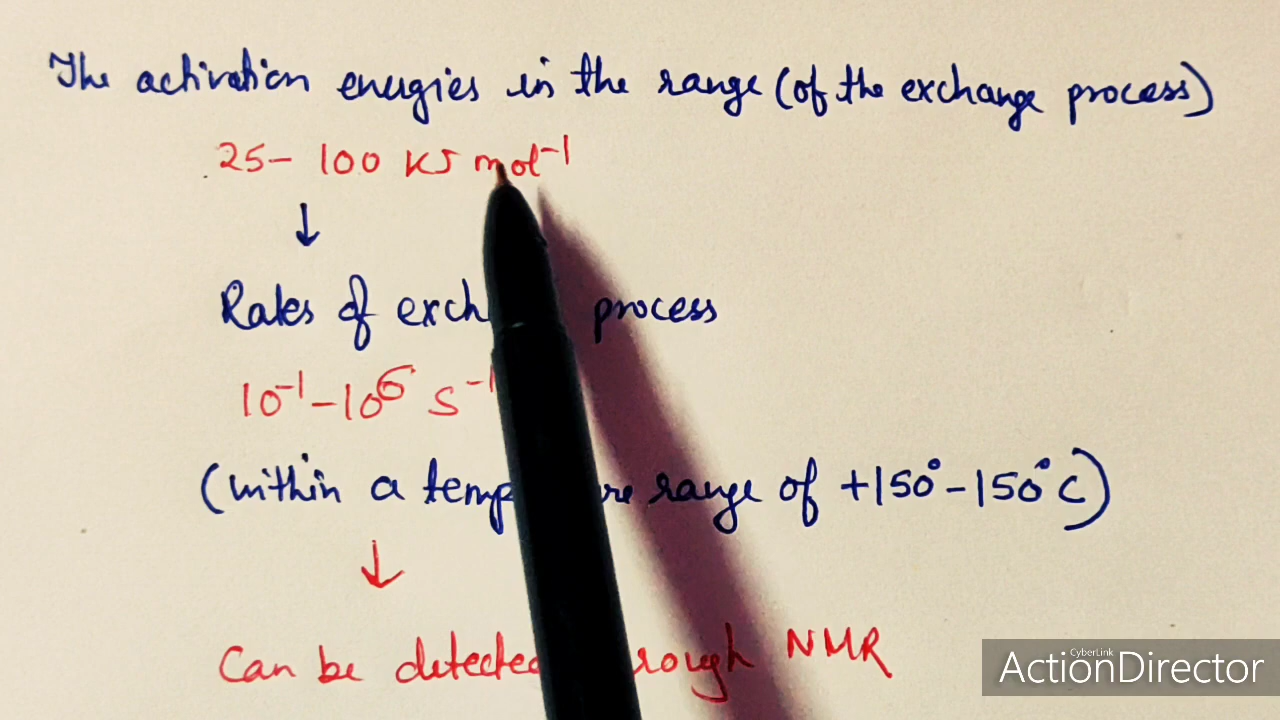 The activation energies in the range (of the exchange process)
25- 100 KJ mol⁻¹
↓
Rates of exch process
10⁻¹-10⁶ S⁻¹
(within a temp re range of +150°-150°C)
↓
Can be detected rough NMR
CyberLink
ActionDirector